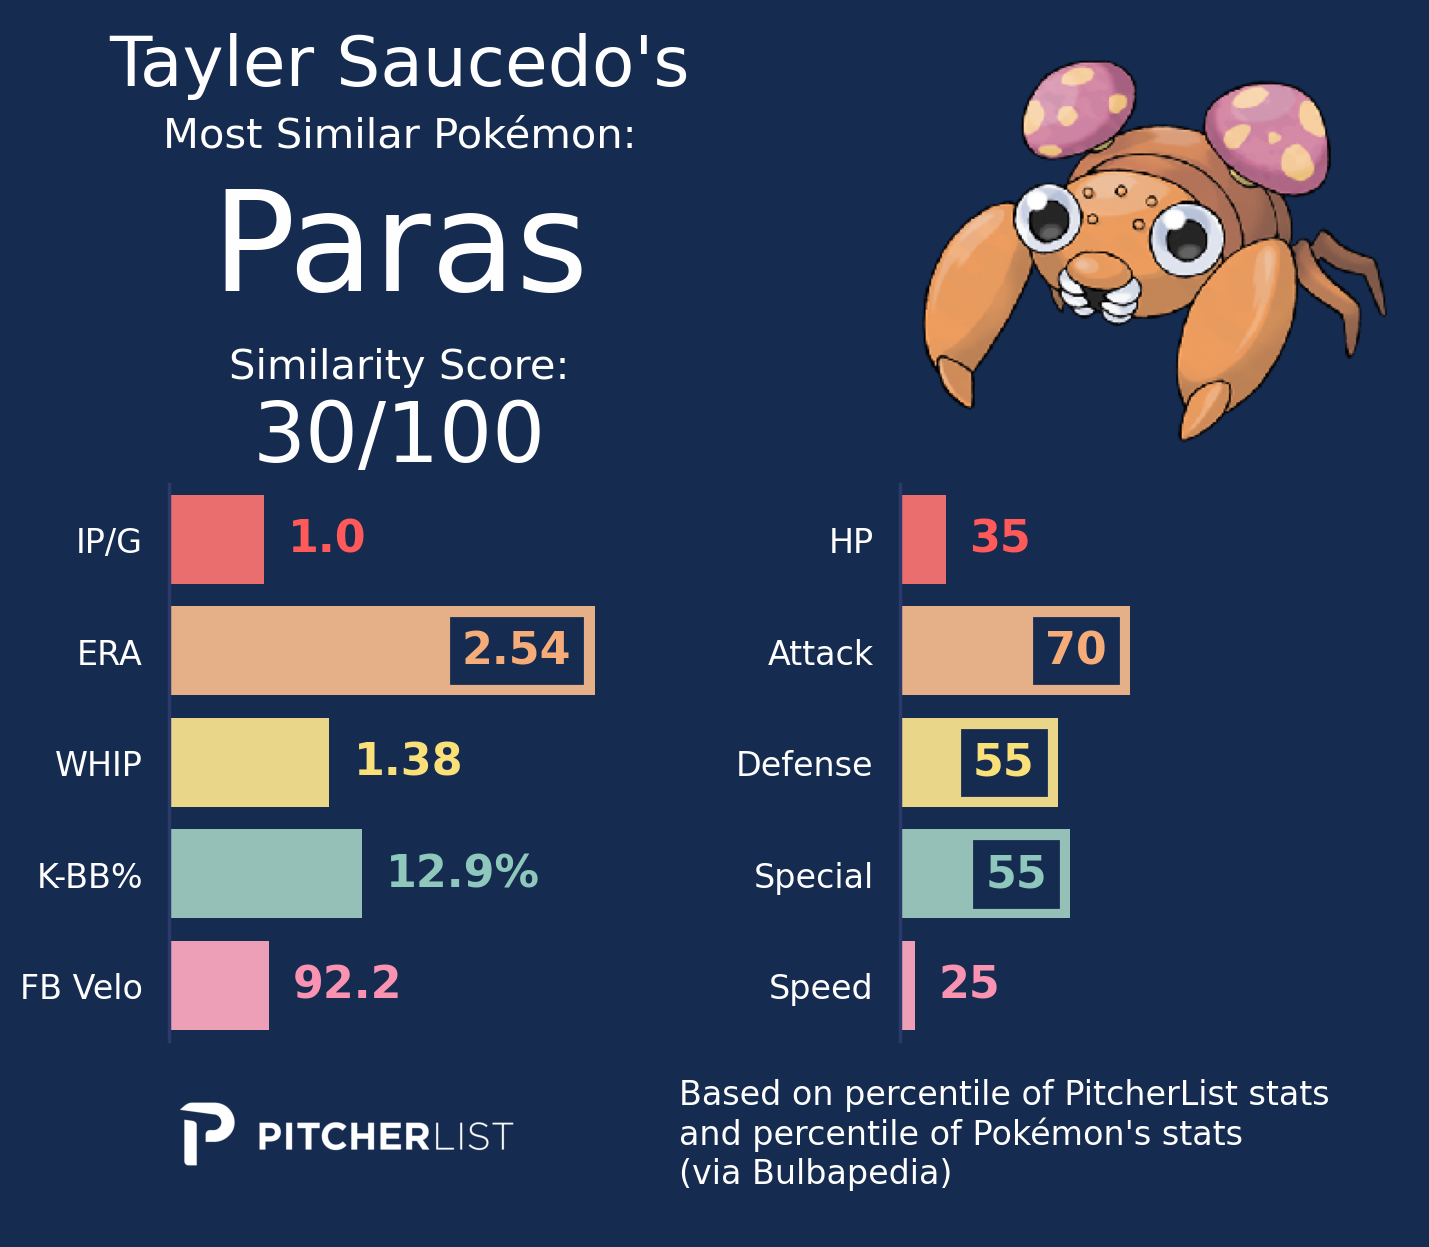 Tayler Saucedo's
Most Similar Pokémon:
Paras
Similarity Score:
30/100
IP/G 1.0
ERA 2.54
WHIP 1.38
K-BB% 12.9%
FB Velo 92.2
HP 35
Attack 70
Defense 55
Special 55
Speed 25
PITCHERLIST
Based on percentile of PitcherList stats
and percentile of Pokémon's stats
(via Bulbapedia)